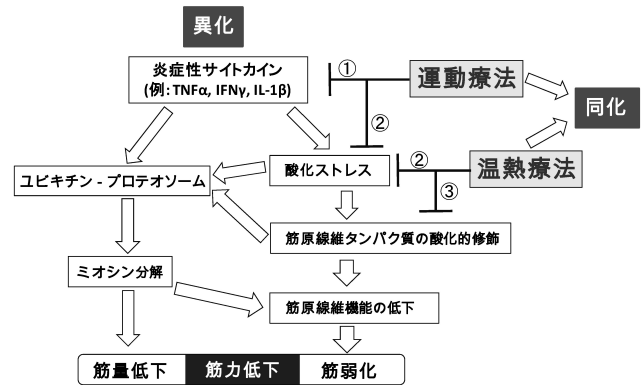 異化
炎症性サイトカイン
(例：TNFα, IFNγ, IL-1β)
①
運動療法
同化
②
酸化ストレス
②
温熱療法
ユビキチン - プロテオソーム
③
筋原線維タンパク質の酸化的修飾
ミオシン分解
筋原線維機能の低下
筋量低下 筋力低下 筋弱化